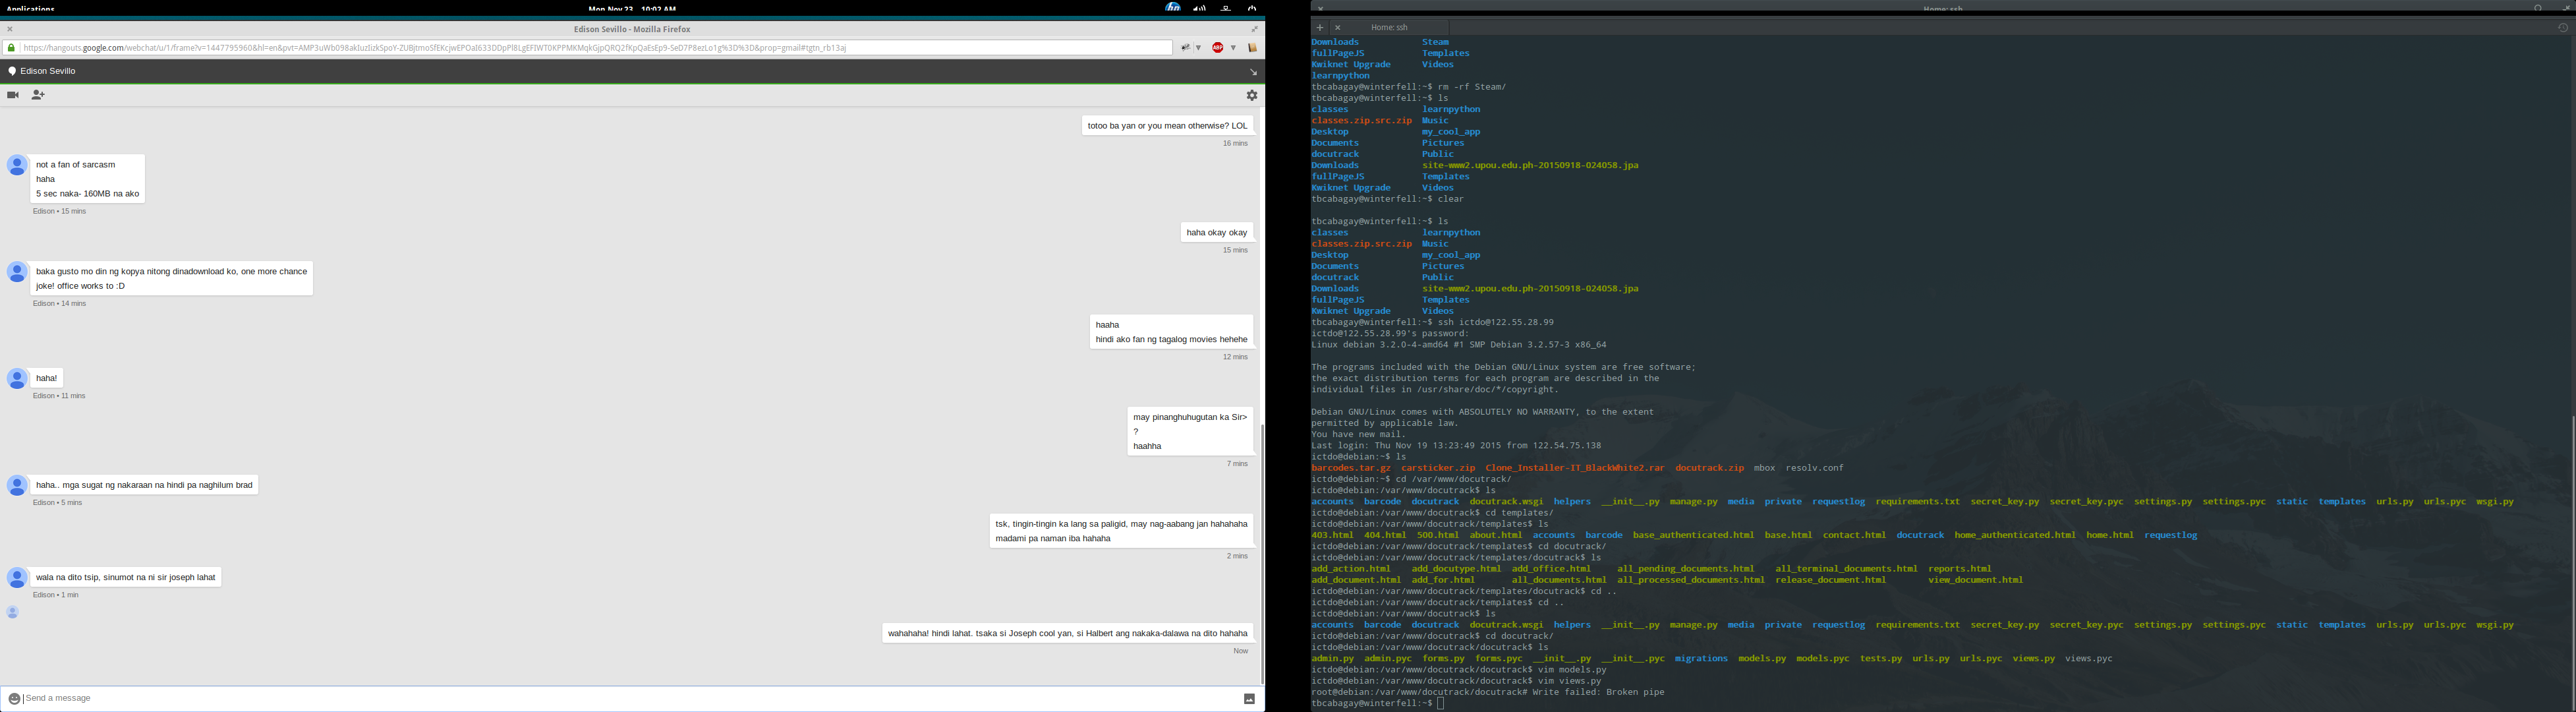 Applications
Mon Nov 23 10:02 AM
Edison Sevillo - Mozilla Firefox
Edison Sevillo
totoo ba yan or you mean otherwise? LOL
16 mins
not a fan of sarcasm
haha
5 sec naka- 160MB na ako
Edison • 15 mins
haha okay okay
15 mins
baka gusto mo din ng kopya nitong dinadownload ko, one more chance
joke! office works to :D
Edison • 14 mins
haaha
hindi ako fan ng tagalog movies hehehe
12 mins
haha!
Edison • 11 mins
may pinanghuhugutan ka Sir>
?
haahha
7 mins
haha.. mga sugat ng nakaraan na hindi pa naghilum brad
Edison • 5 mins
tsk, tingin-tingin ka lang sa paligid, may nag-aabang jan hahahaha
madami pa naman iba hahaha
2 mins
wala na dito tsip, sinumot na ni sir joseph lahat
Edison • 1 min
wahahaha! hindi lahat. tsaka si Joseph cool yan, si Halbert ang nakaka-dalawa na dito hahaha
Now
Send a message
Home: ssh
Home: ssh
Downloads Steam
fullPageJS Templates
Kwiknet Upgrade Videos
learnpython
tbcabagay@winterfell:~$ rm -rf Steam/
tbcabagay@winterfell:~$ ls
classes learnpython
classes.zip.src.zip Music
Desktop my_cool_app
Documents Pictures
docutrack Public
Downloads site-www2.upou.edu.ph-20150918-024058.jpa
fullPageJS Templates
Kwiknet Upgrade Videos
tbcabagay@winterfell:~$ clear
tbcabagay@winterfell:~$ ls
classes learnpython
classes.zip.src.zip Music
Desktop my_cool_app
Documents Pictures
docutrack Public
Downloads site-www2.upou.edu.ph-20150918-024058.jpa
fullPageJS Templates
Kwiknet Upgrade Videos
tbcabagay@winterfell:~$ ssh ictdo@122.55.28.99
ictdo@122.55.28.99's password:
Linux debian 3.2.0-4-amd64 #1 SMP Debian 3.2.57-3 x86_64
The programs included with the Debian GNU/Linux system are free software;
the exact distribution terms for each program are described in the
individual files in /usr/share/doc/*/copyright.
Debian GNU/Linux comes with ABSOLUTELY NO WARRANTY, to the extent
permitted by applicable law.
You have new mail.
Last login: Thu Nov 19 13:23:49 2015 from 122.54.75.138
ictdo@debian:~$ ls
barcodes.tar.gz carsticker.zip Clone_Installer-IT_BlackWhite2.rar docutrack.zip mbox resolv.conf
ictdo@debian:~$ cd /var/www/docutrack/
ictdo@debian:/var/www/docutrack$ ls
accounts barcode docutrack docutrack.wsgi helpers __init__.py manage.py media private requestlog requirements.txt secret_key.py secret_key.pyc settings.py settings.pyc static templates urls.py urls.pyc wsgi.py
ictdo@debian:/var/www/docutrack$ cd templates/
ictdo@debian:/var/www/docutrack/templates$ ls
403.html 404.html 500.html about.html accounts barcode base_authenticated.html base.html contact.html docutrack home_authenticated.html home.html requestlog
ictdo@debian:/var/www/docutrack/templates$ cd docutrack/
ictdo@debian:/var/www/docutrack/templates/docutrack$ ls
add_action.html add_docutype.html add_office.html all_pending_documents.html all_terminal_documents.html reports.html
add_document.html add_for.html all_documents.html all_processed_documents.html release_document.html view_document.html
ictdo@debian:/var/www/docutrack/templates/docutrack$ cd ..
ictdo@debian:/var/www/docutrack/templates$ cd ..
ictdo@debian:/var/www/docutrack$ ls
accounts barcode docutrack docutrack.wsgi helpers __init__.py manage.py media private requestlog requirements.txt secret_key.py secret_key.pyc settings.py settings.pyc static templates urls.py urls.pyc wsgi.py
ictdo@debian:/var/www/docutrack$ cd docutrack/
ictdo@debian:/var/www/docutrack/docutrack$ ls
admin.py admin.pyc forms.py forms.pyc __init__.py __init__.pyc migrations models.py models.pyc tests.py urls.py urls.pyc views.py views.pyc
ictdo@debian:/var/www/docutrack/docutrack$ vim models.py
ictdo@debian:/var/www/docutrack/docutrack$ vim views.py
root@debian:/var/www/docutrack/docutrack# Write failed: Broken pipe
tbcabagay@winterfell:~$